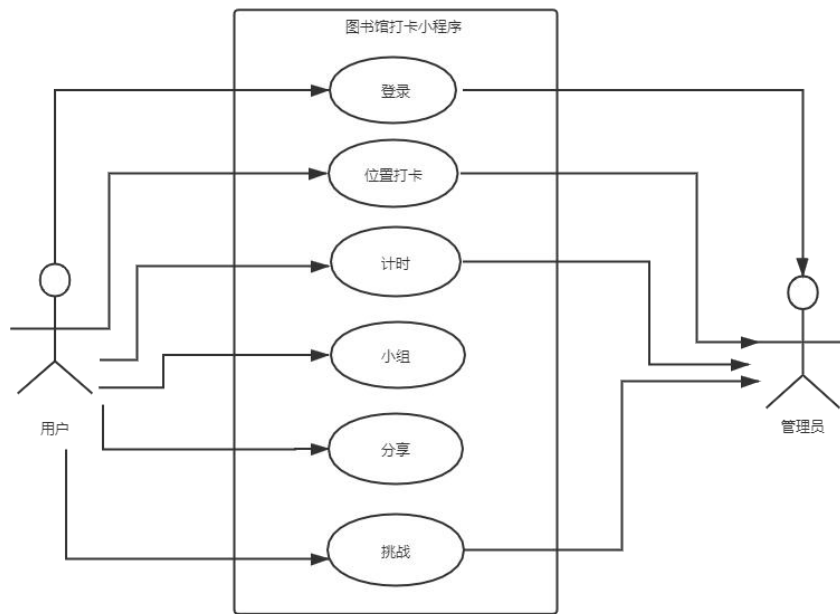 图书馆打卡小程序
登录
位置打卡
计时
小组
分享
挑战
用户
管理员